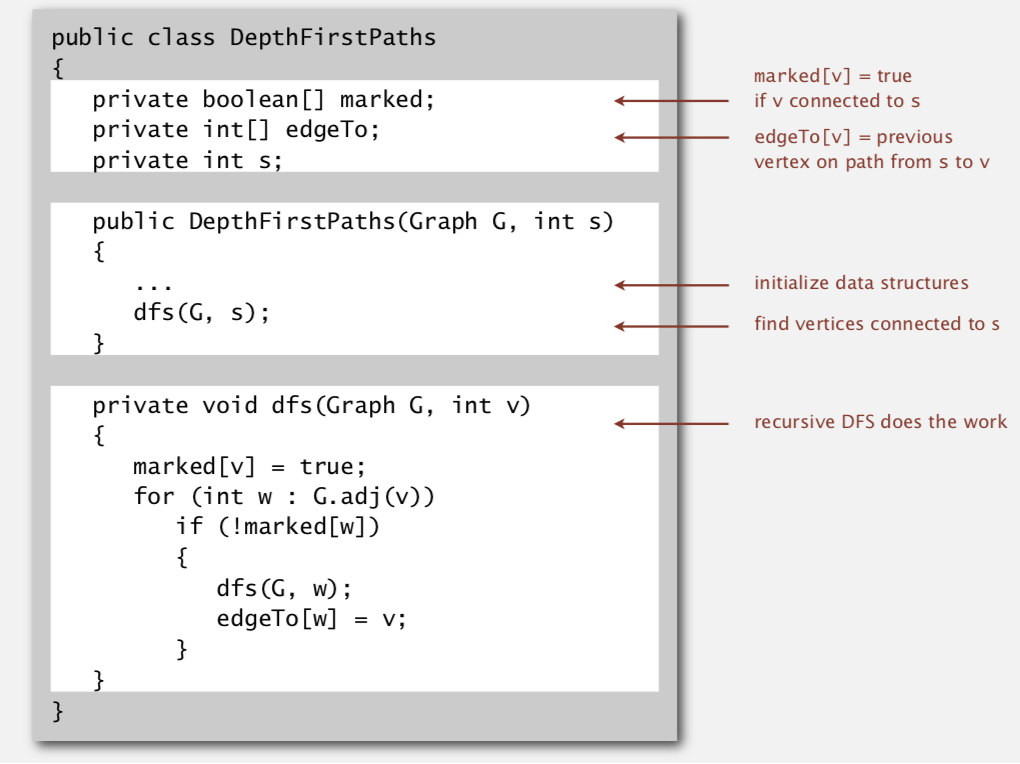 public class DepthFirstPaths
{
   private boolean[] marked;
   private int[] edgeTo;
   private int s;

   public DepthFirstPaths(Graph G, int s)
   {
      ...
      dfs(G, s);
   }

   private void dfs(Graph G, int v)
   {
      marked[v] = true;
      for (int w : G.adj(v))
         if (!marked[w])
         {
            dfs(G, w);
            edgeTo[w] = v;
         }
   }
}
marked[v] = true
if v connected to s
edgeTo[v] = previous
vertex on path from s to v
initialize data structures
find vertices connected to s
recursive DFS does the work